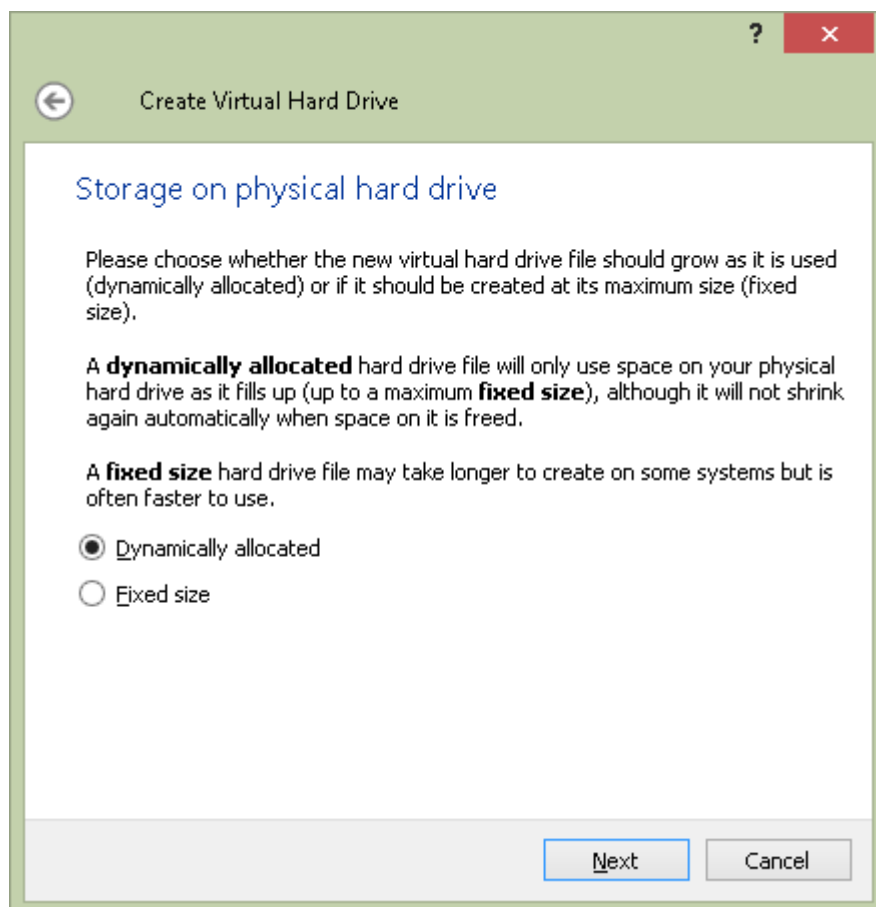 ?
Create Virtual Hard Drive
Storage on physical hard drive
Please choose whether the new virtual hard drive file should grow as it is used
(dynamically allocated) or if it should be created at its maximum size (fixed
size).
A dynamically allocated hard drive file will only use space on your physical
hard drive as it fills up (up to a maximum fixed size), although it will not shrink
again automatically when space on it is freed.
A fixed size hard drive file may take longer to create on some systems but is
often faster to use.
Dynamically allocated
Fixed size
Next Cancel